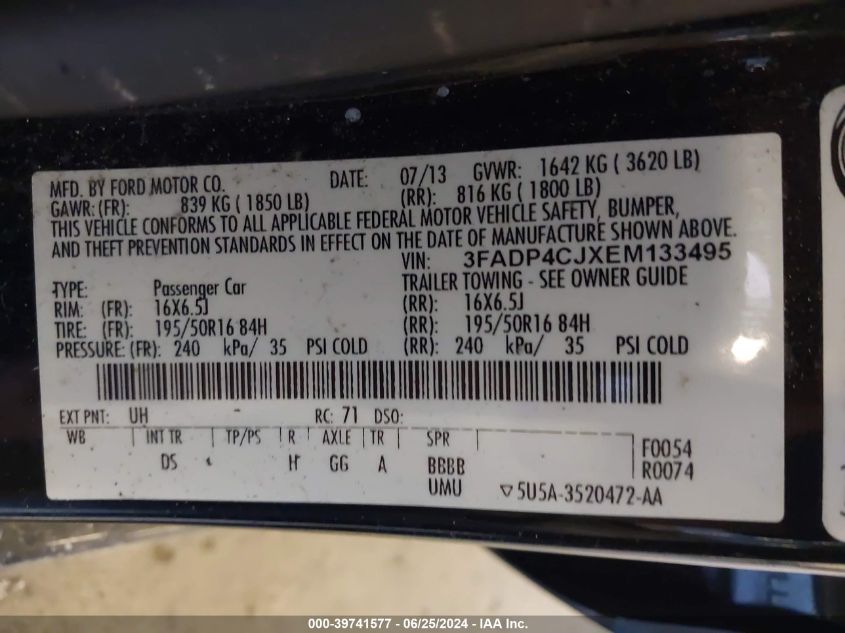 MFD. BY FORD MOTOR CO. DATE: 07/13 GVWR: 1642 KG ( 3620 LB)
GAWR: (FR): 839 KG ( 1850 LB) (RR): 816 KG ( 1800 LB)
THIS VEHICLE CONFORMS TO ALL APPLICABLE FEDERAL MOTOR VEHICLE SAFETY, BUMPER,
AND THEFT PREVENTION STANDARDS IN EFFECT ON THE DATE OF MANUFACTURE SHOWN ABOVE.
VIN: 3FADP4CJXEM133495
TYPE: Passenger Car TRAILER TOWING - SEE OWNER GUIDE
RIM: (FR): 16X6.5J (RR): 16X6.5J
TIRE: (FR): 195/50R16 84H (RR): 195/50R16 84H
PRESSURE: (FR): 240 kPa/ 35 PSI COLD (RR): 240 kPa/ 35 PSI COLD
EXT PNT: UH RC: 71 DSO:
WB INT TR TP/PS R AXLE TR SPR F0054
DS H GG A BBBB R0074
UMU ▽5U5A-3520472-AA
000-39741577 - 06/25/2024 - IAA Inc.